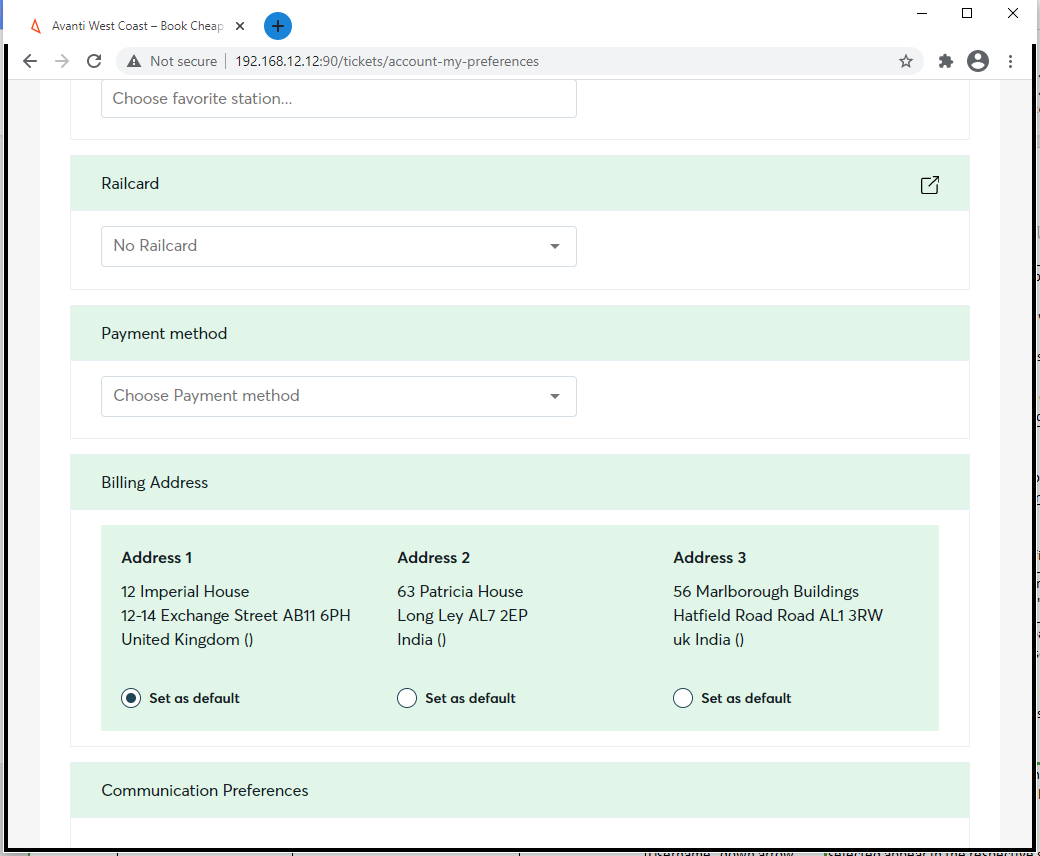 Avanti West Coast – Book Cheap
Not secure | 192.168.12.12:90/tickets/account-my-preferences
Choose favorite station...
Railcard
No Railcard
Payment method
Choose Payment method
Billing Address
Address 1
12 Imperial House
12-14 Exchange Street AB11 6PH
United Kingdom ()
Set as default
Address 2
63 Patricia House
Long Ley AL7 2EP
India ()
Set as default
Address 3
56 Marlborough Buildings
Hatfield Road Road AL1 3RW
uk India ()
Set as default
Communication Preferences